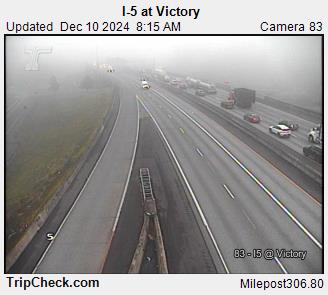 I-5 at Victory
Updated Dec 10 2024 8:15 AM Camera 83
83 - I5 @ Victory
TripCheck.com Milepost306.80